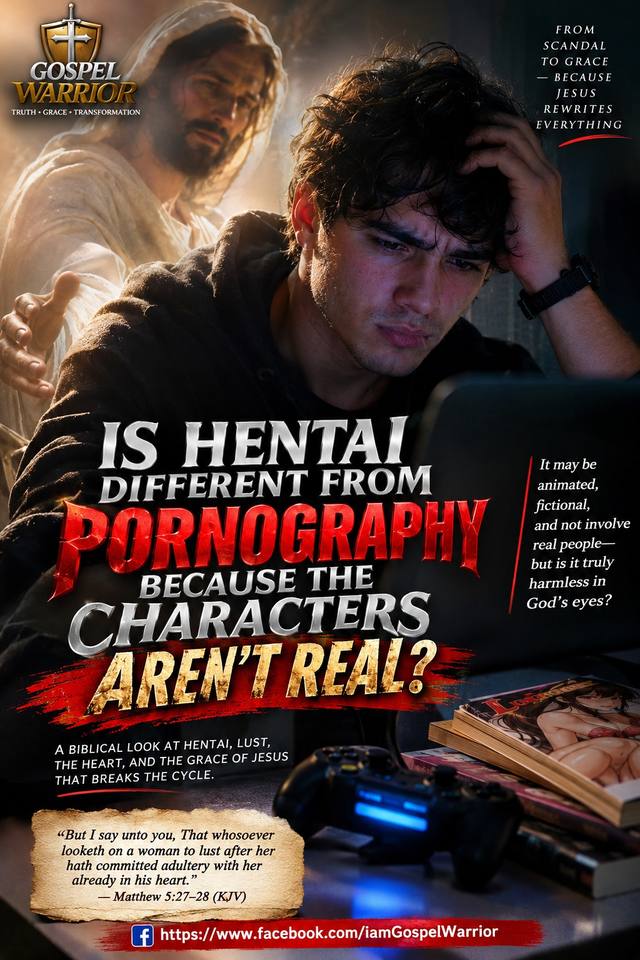 GOSPEL
WARRIOR
TRUTH • GRACE • TRANSFORMATION
FROM
SCANDAL
TO GRACE
— BECAUSE
JESUS
REWRITES
EVERYTHING
IS HENTAI
DIFFERENT FROM
PORNOGRAPHY
BECAUSE THE
CHARACTERS
AREN'T REAL?
It may be
animated,
fictional,
and not involve
real people—
but is it truly
harmless in
God's eyes?
A BIBLICAL LOOK AT HENTAI, LUST,
THE HEART, AND THE GRACE OF JESUS
THAT BREAKS THE CYCLE.
“But I say unto you, That whosoever
looketh on a woman to lust after her
hath committed adultery with her
already in his heart.”
— Matthew 5:27–28 (KJV)
f https://www.facebook.com/iamGospelWarrior